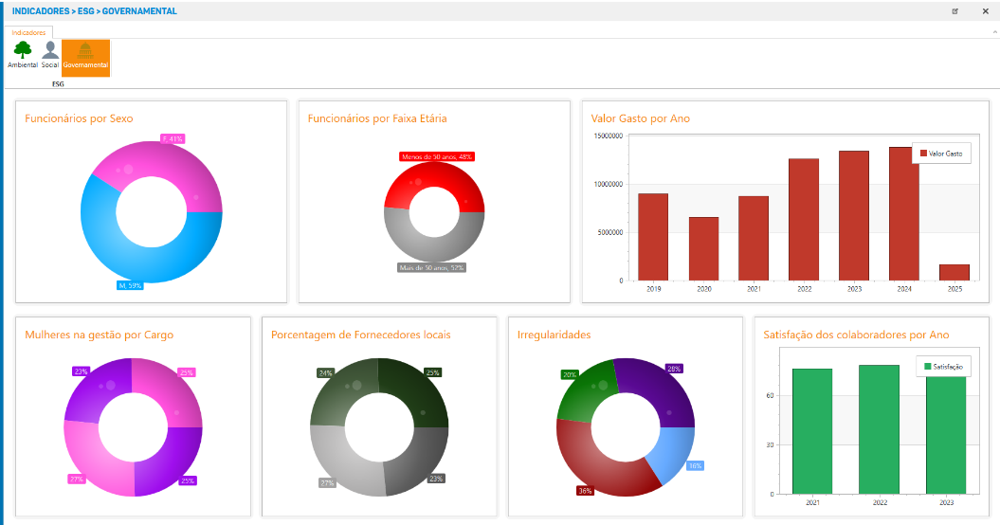 INDICADORES > ESG > GOVERNAMENTAL
Indicadores
Ambiental Social Governamental
ESG
Funcionários por Sexo
F, 41%
M, 59%
Funcionários por Faixa Etária
Menos de 50 anos, 48%
Mais de 50 anos, 52%
Valor Gasto por Ano
15000000
Valor Gasto
10000000
5000000
0
2019 2020 2021 2022 2023 2024 2025
Mulheres na gestão por Cargo
23% 25%
27% 25%
Porcentagem de Fornecedores locais
24% 25%
27% 23%
Irregularidades
28%
20%
16%
36%
Satisfação dos colaboradores por Ano
Satisfação
60
30
0
2021 2022 2023